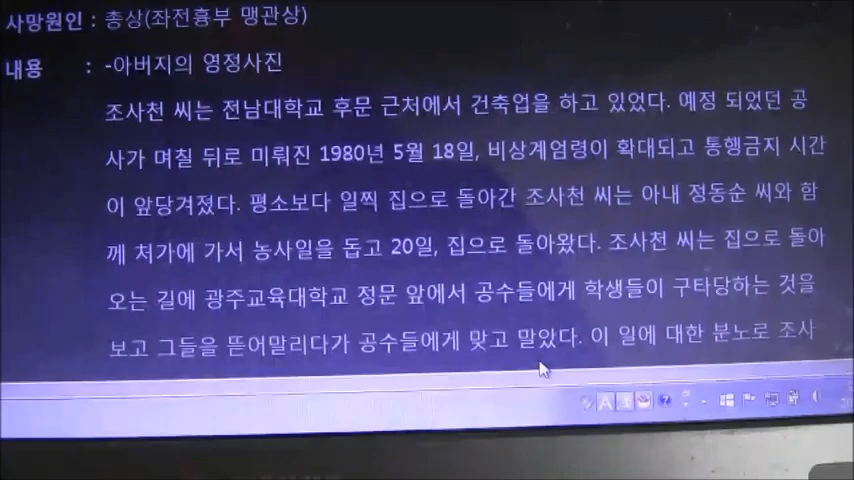 사망원인 : 총상(좌전흉부 맹관상)
내용 : -아버지의 영정사진
조사천 씨는 전남대학교 후문 근처에서 건축업을 하고 있었다. 예정 되었던 공
사가 며칠 뒤로 미뤄진 1980년 5월 18일, 비상계엄령이 확대되고 통행금지 시간
이 앞당겨졌다. 평소보다 일찍 집으로 돌아간 조사천 씨는 아내 정동순 씨와 함
께 처가에 가서 농사일을 돕고 20일, 집으로 돌아왔다. 조사천 씨는 집으로 돌아
오는 길에 광주교육대학교 정문 앞에서 공수들에게 학생들이 구타당하는 것을
보고 그들을 뜯어말리다가 공수들에게 맞고 말았다. 이 일에 대한 분노로 조사